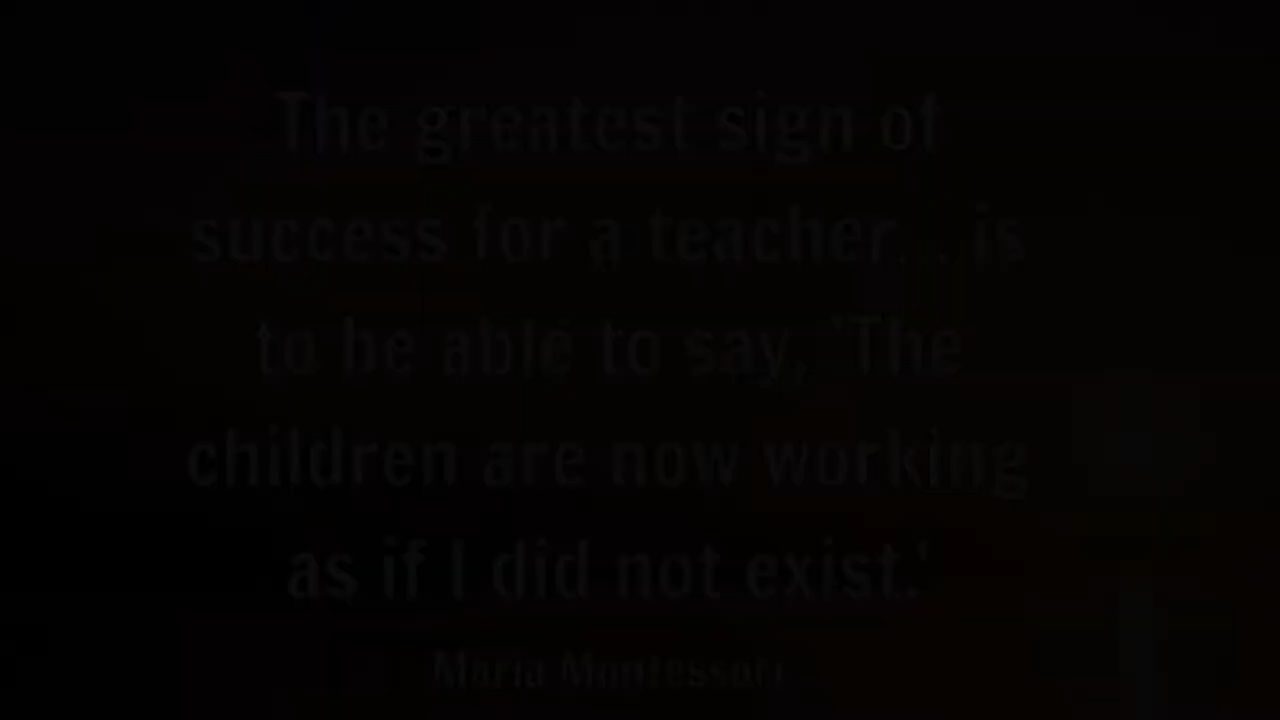 The greatest sign of
success for a teacher... is
to be able to say, 'The
children are now working
as if I did not exist.'
Maria Montessori